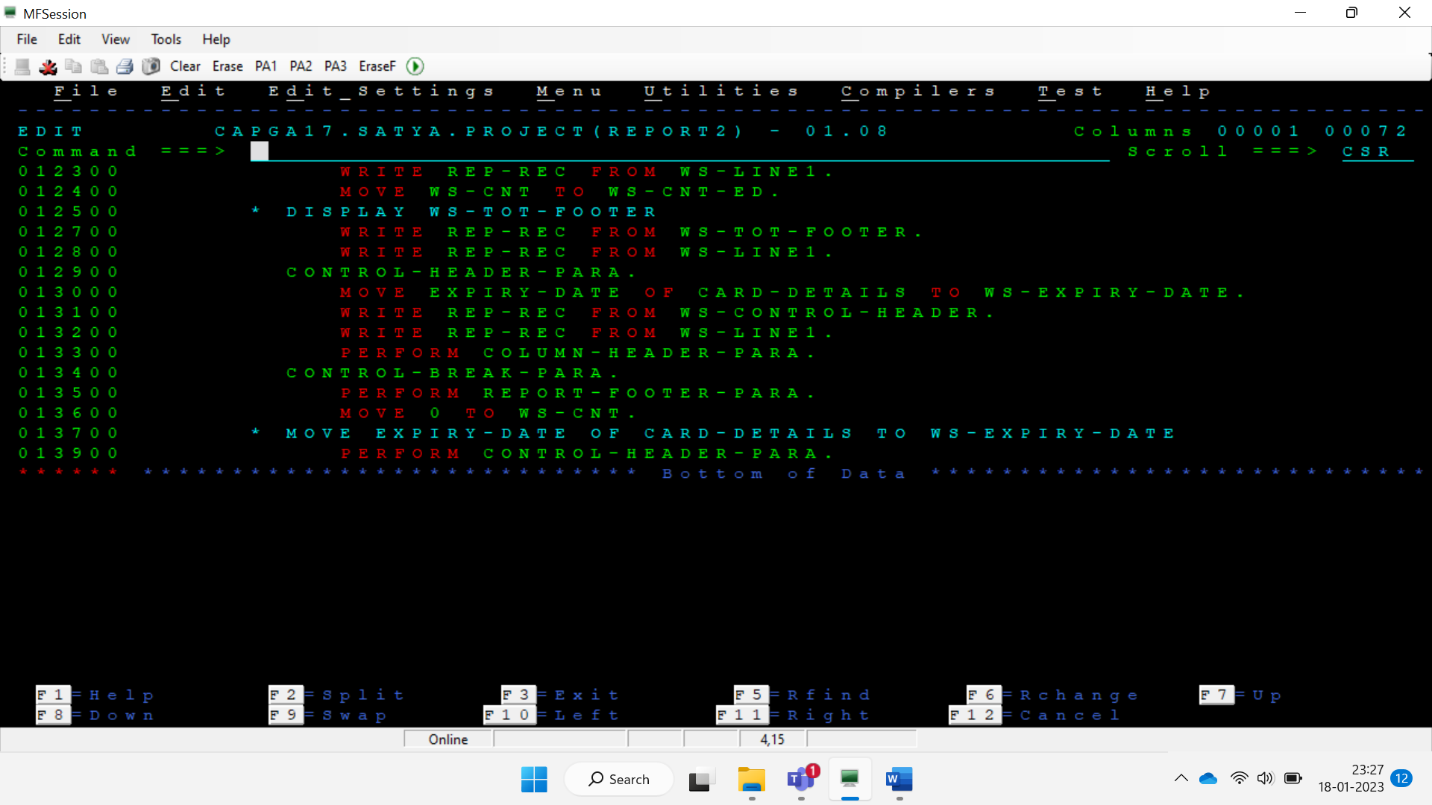 MFSession
File Edit View Tools Help
Clear Erase PA1 PA2 PA3 EraseF
File Edit Edit_Settings Menu Utilities Compilers Test Help
EDIT CAPGA17.SATYA.PROJECT(REPORT2) - 01.08 Columns 00001 00072
Command ===> Scroll ===> CSR
012300 WRITE REP-REC FROM WS-LINE1.
012400 MOVE WS-CNT TO WS-CNT-ED.
012500 * DISPLAY WS-TOT-FOOTER
012700 WRITE REP-REC FROM WS-TOT-FOOTER.
012800 WRITE REP-REC FROM WS-LINE1.
012900 CONTROL-HEADER-PARA.
013000 MOVE EXPIRY-DATE OF CARD-DETAILS TO WS-EXPIRY-DATE.
013100 WRITE REP-REC FROM WS-CONTROL-HEADER.
013200 WRITE REP-REC FROM WS-LINE1.
013300 PERFORM COLUMN-HEADER-PARA.
013400 CONTROL-BREAK-PARA.
013500 PERFORM REPORT-FOOTER-PARA.
013600 MOVE 0 TO WS-CNT.
013700 * MOVE EXPIRY-DATE OF CARD-DETAILS TO WS-EXPIRY-DATE
013900 PERFORM CONTROL-HEADER-PARA.
****** **************************** Bottom of Data ****************************
F1=Help F2=Split F3=Exit F5=Rfind F6=Rchange F7=Up
F8=Down F9=Swap F10=Left F11=Right F12=Cancel
Online 4,15
Search 1 W 23:27
18-01-2023 12